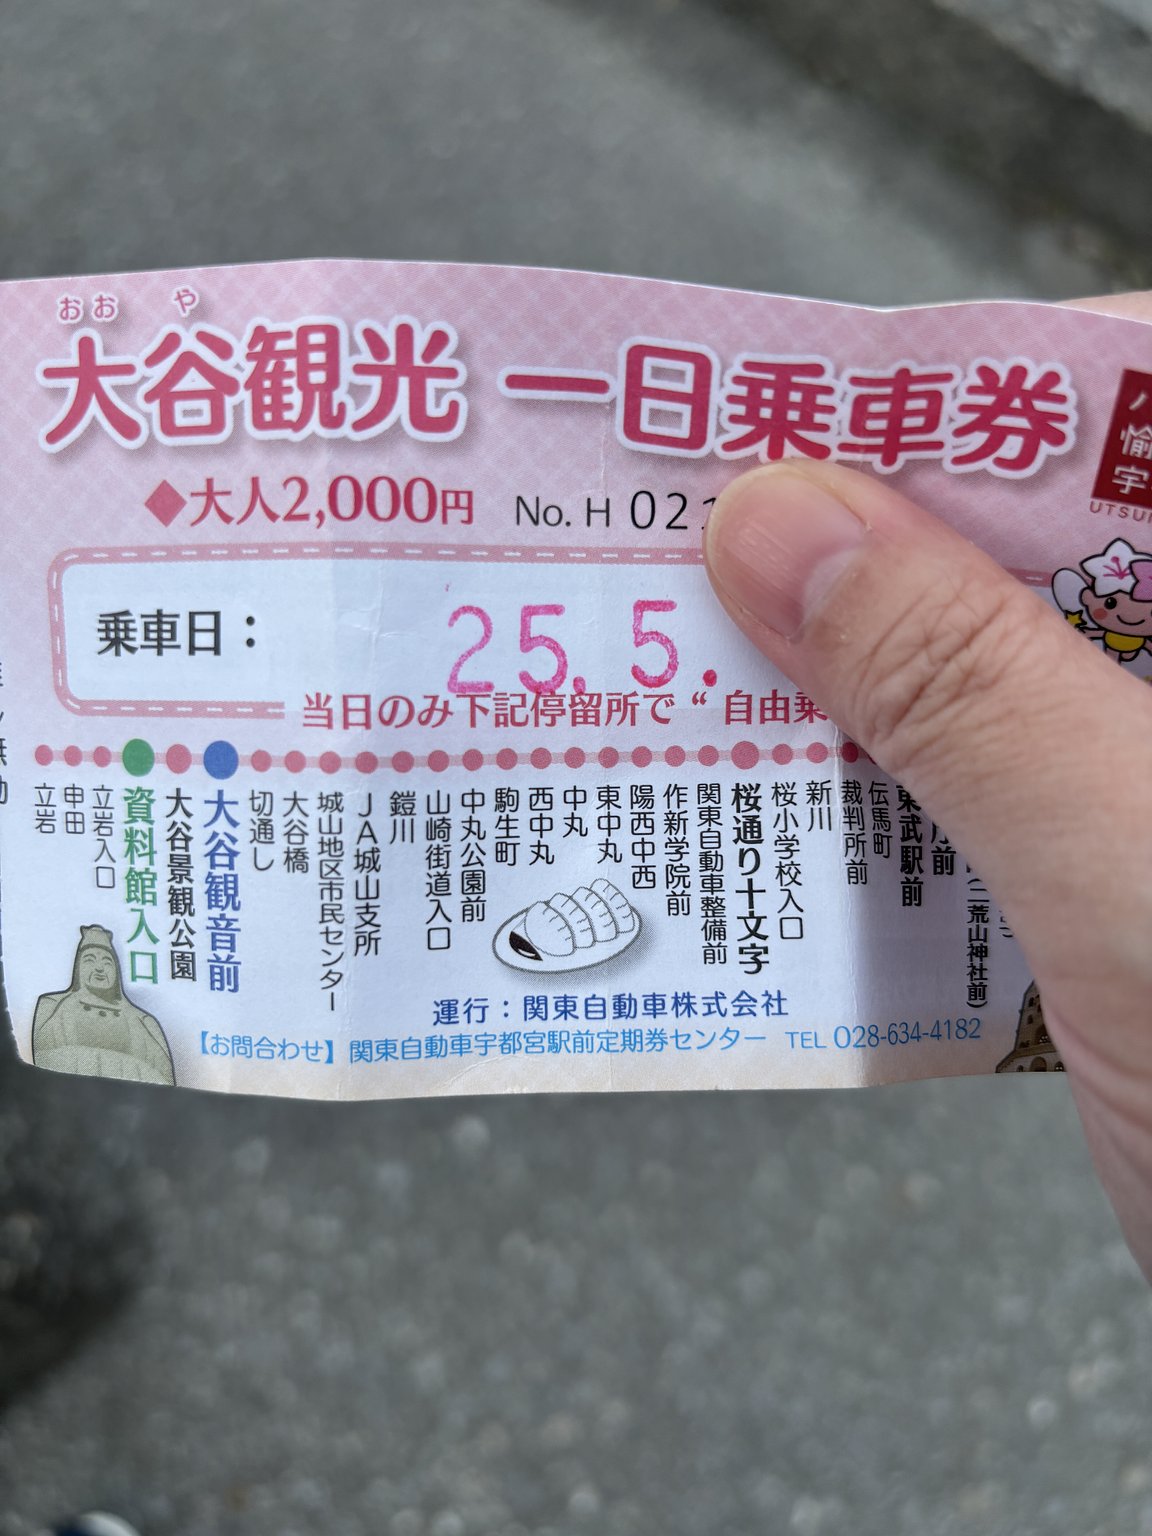 おお や
大谷観光 一日乗車券
◆大人2,000円 No. H 02
乗車日： 25.5.
当日のみ下記停留所で“自由乗
立岩
申田
立岩入口
資料館入口
大谷景観公園
大谷観音前
切通し
大谷橋
城山地区市民センター
JA城山支所
鎧川
山崎街道入口
中丸公園前
駒生町
西中丸
中丸
東中丸
陽西中西
作新学院前
関東自動車整備前
桜通り十文字
桜小学校入口
新川
裁判所前
伝馬町
東武駅前
庁前
(二荒山神社前)
運行：関東自動車株式会社
【お問合わせ】関東自動車宇都宮駅前定期券センター TEL 028-634-4182
愉
宇
UTSU